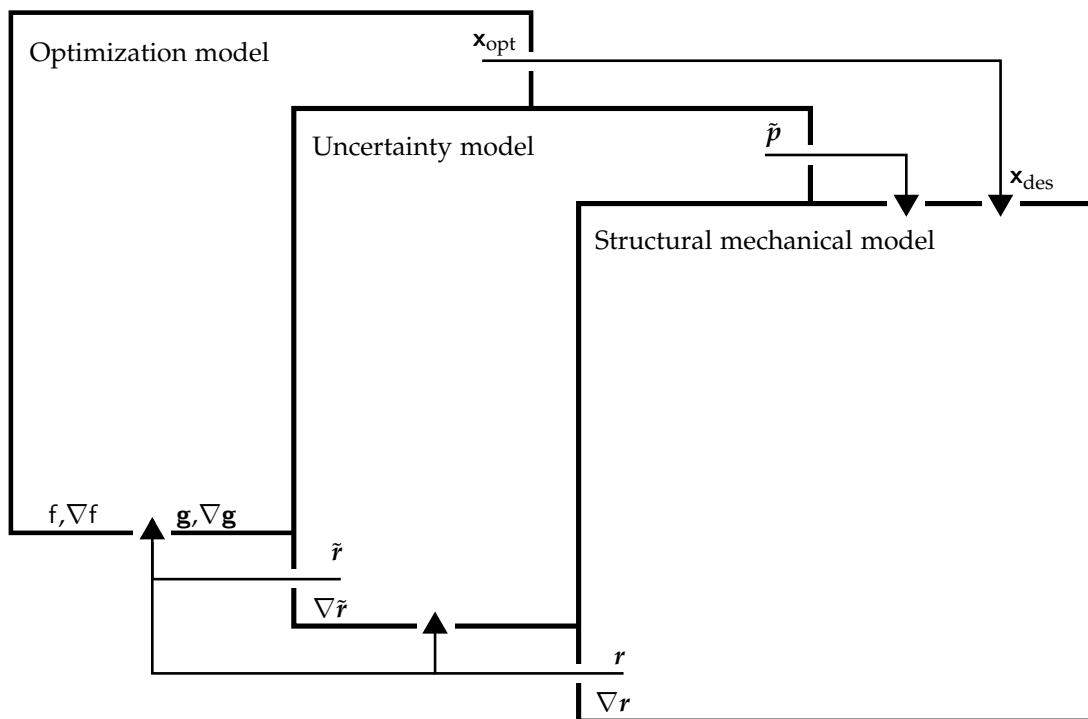 Optimization model
x_opt
Uncertainty model
p̃
x_des
Structural mechanical model
f,∇f
g,∇g
r̃
∇r̃
r
∇r